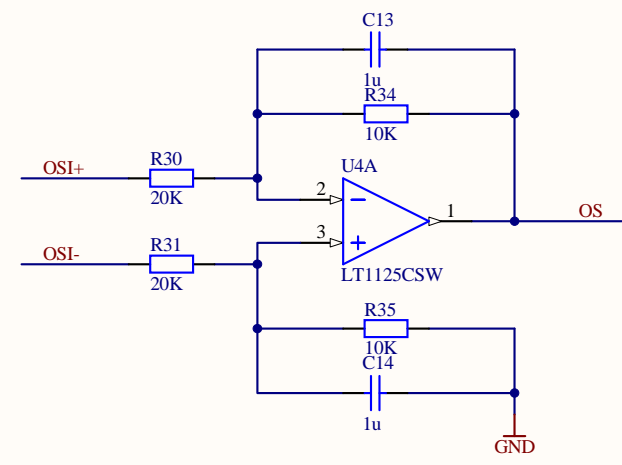 C13
1u
R34
10K
OSI+
R30
20K
U4A
2
1
OS
3
OSI-
R31
20K
LT1125CSW
R35
10K
C14
1u
GND